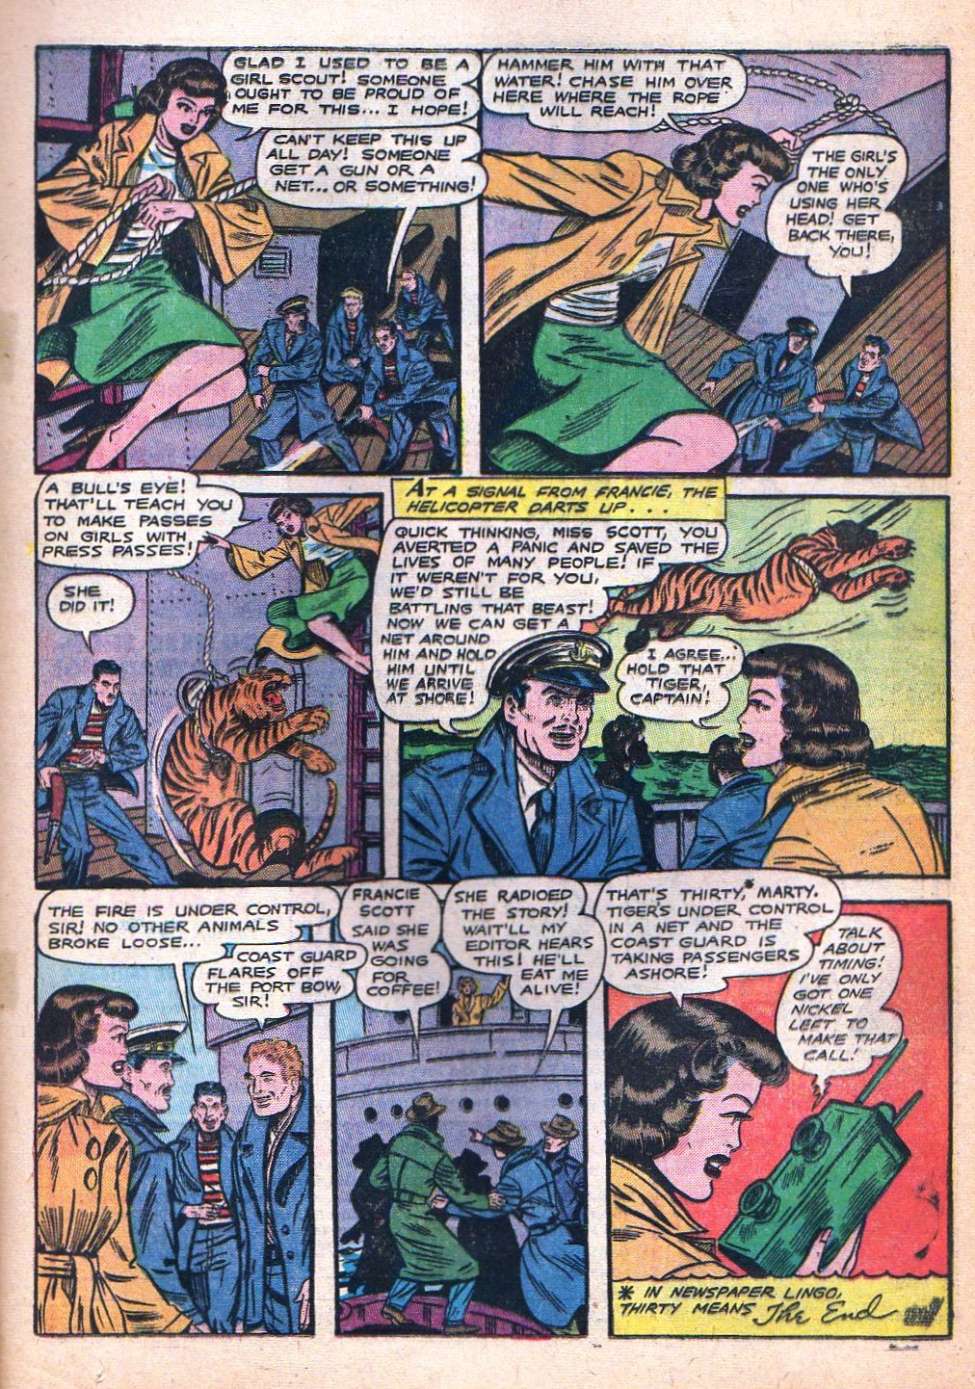 GLAD I USED TO BE A
GIRL SCOUT! SOMEONE
OUGHT TO BE PROUD OF
ME FOR THIS... I HOPE!
CAN'T KEEP THIS UP
ALL DAY! SOMEONE
GET A GUN OR A
NET... OR SOMETHING!
HAMMER HIM WITH THAT
WATER! CHASE HIM OVER
HERE WHERE THE ROPE
WILL REACH!
THE GIRL'S
THE ONLY
ONE WHO'S
USING HER
HEAD! GET
BACK THERE,
YOU!
A BULL'S EYE!
THAT'LL TEACH YOU
TO MAKE PASSES
ON GIRLS WITH
PRESS PASSES!
SHE
DID IT!
AT A SIGNAL FROM FRANCIE, THE
HELICOPTER DARTS UP...
QUICK THINKING, MISS SCOTT, YOU
AVERTED A PANIC AND SAVED THE
LIVES OF MANY PEOPLE! IF
IT WEREN'T FOR YOU,
WE'D STILL BE
BATTLING THAT BEAST!
NOW WE CAN GET A
NET AROUND
HIM AND HOLD
HIM UNTIL
WE ARRIVE
AT SHORE!
I AGREE...
HOLD THAT
TIGER,
CAPTAIN!
THE FIRE IS UNDER CONTROL,
SIR! NO OTHER ANIMALS
BROKE LOOSE...
COAST GUARD
FLARES OFF
THE PORT BOW,
SIR!
FRANCIE
SCOTT
SAID SHE
WAS
GOING
FOR
COFFEE!
SHE RADIOED
THE STORY!
WAIT'LL MY
EDITOR HEARS
THIS! HE'LL
EAT ME
ALIVE!
THAT'S THIRTY,* MARTY.
TIGER'S UNDER CONTROL
IN A NET AND THE
COAST GUARD IS
TAKING PASSENGERS
ASHORE!
TALK
ABOUT
TIMING!
I'VE ONLY
GOT ONE
NICKEL
LEFT TO
MAKE THAT
CALL!
* IN NEWSPAPER LINGO,
THIRTY MEANS The End